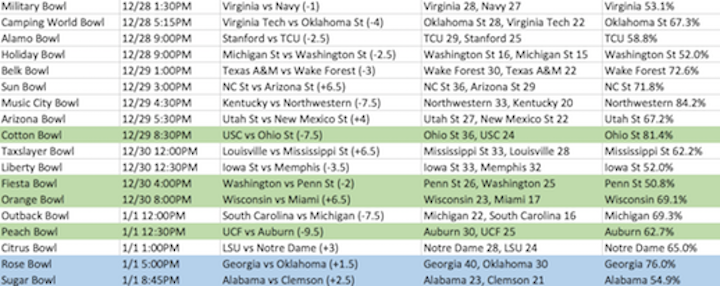 Military Bowl 12/28 1:30PM Virginia vs Navy (-1) Virginia 28, Navy 27 Virginia 53.1%
Camping World Bowl 12/28 5:15PM Virginia Tech vs Oklahoma St (-4) Oklahoma St 28, Virginia Tech 22 Oklahoma St 67.3%
Alamo Bowl 12/28 9:00PM Stanford vs TCU (-2.5) TCU 29, Stanford 25 TCU 58.8%
Holiday Bowl 12/28 9:00PM Michigan St vs Washington St (-2.5) Washington St 16, Michigan St 15 Washington St 52.0%
Belk Bowl 12/29 1:00PM Texas A&M vs Wake Forest (-3) Wake Forest 30, Texas A&M 22 Wake Forest 72.6%
Sun Bowl 12/29 3:00PM NC St vs Arizona St (+6.5) NC St 36, Arizona St 29 NC St 71.8%
Music City Bowl 12/29 4:30PM Kentucky vs Northwestern (-7.5) Northwestern 33, Kentucky 20 Northwestern 84.2%
Arizona Bowl 12/29 5:30PM Utah St vs New Mexico St (+4) Utah St 27, New Mexico St 22 Utah St 67.2%
Cotton Bowl 12/29 8:30PM USC vs Ohio St (-7.5) Ohio St 36, USC 24 Ohio St 81.4%
Taxslayer Bowl 12/30 12:00PM Louisville vs Mississippi St (+6.5) Mississippi St 33, Louisville 28 Mississippi St 62.2%
Liberty Bowl 12/30 12:30PM Iowa St vs Memphis (-3.5) Iowa St 33, Memphis 32 Iowa St 52.0%
Fiesta Bowl 12/30 4:00PM Washington vs Penn St (-2) Penn St 26, Washington 25 Penn St 50.8%
Orange Bowl 12/30 8:00PM Wisconsin vs Miami (+6.5) Wisconsin 23, Miami 17 Wisconsin 69.1%
Outback Bowl 1/1 12:00PM South Carolina vs Michigan (-7.5) Michigan 22, South Carolina 16 Michigan 69.3%
Peach Bowl 1/1 12:30PM UCF vs Auburn (-9.5) Auburn 30, UCF 25 Auburn 62.7%
Citrus Bowl 1/1 1:00PM LSU vs Notre Dame (+3) Notre Dame 28, LSU 24 Notre Dame 65.0%
Rose Bowl 1/1 5:00PM Georgia vs Oklahoma (+1.5) Georgia 40, Oklahoma 30 Georgia 76.0%
Sugar Bowl 1/1 8:45PM Alabama vs Clemson (+2.5) Alabama 23, Clemson 21 Alabama 54.9%